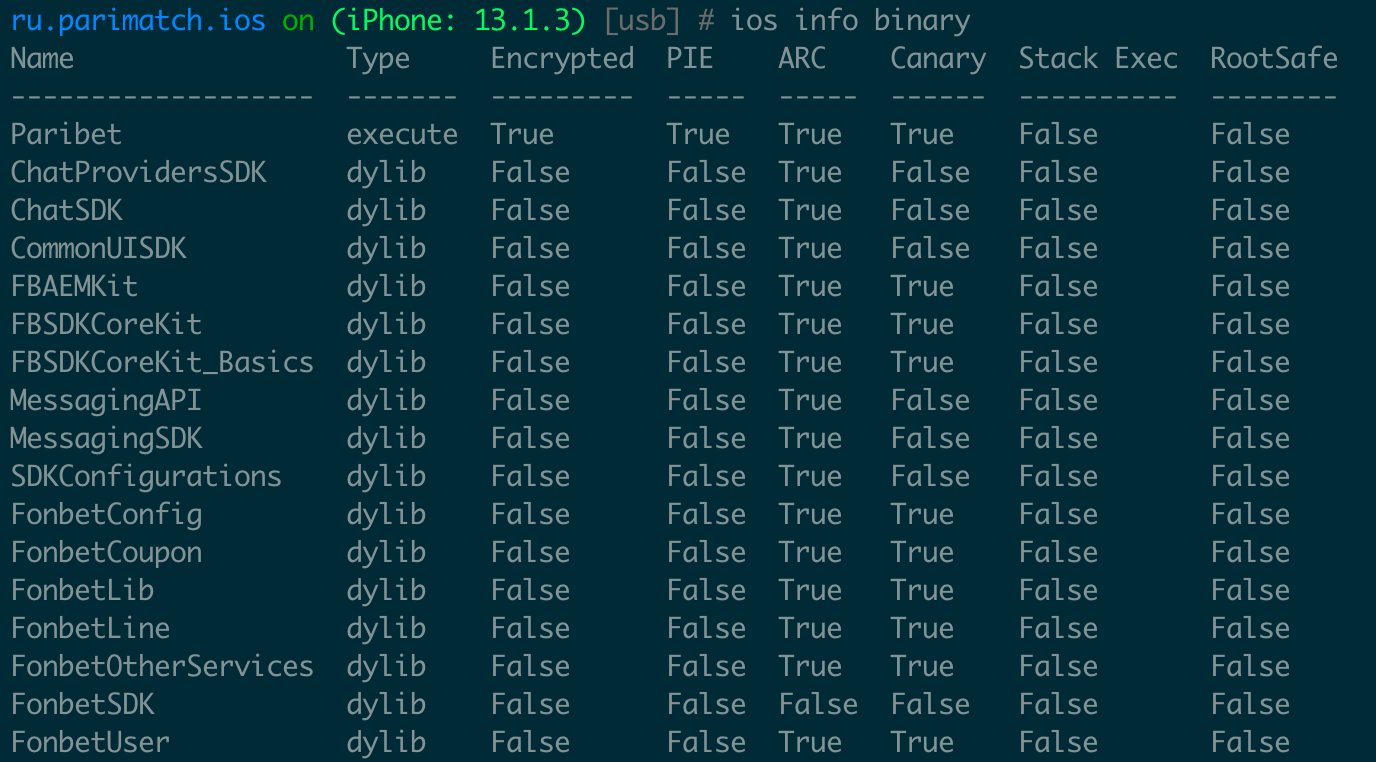 ru.parimatch.ios on (iPhone: 13.1.3) [usb] # ios info binary
Name                 Type     Encrypted  PIE    ARC    Canary  Stack Exec  RootSafe
-------------------  -------  ---------  -----  -----  ------  ----------  --------
Paribet              execute  True       True   True   True    False       False
ChatProvidersSDK     dylib    False      False  True   False   False       False
ChatSDK              dylib    False      False  True   False   False       False
CommonUISDK          dylib    False      False  True   False   False       False
FBAEMKit             dylib    False      False  True   True    False       False
FBSDKCoreKit         dylib    False      False  True   True    False       False
FBSDKCoreKit_Basics  dylib    False      False  True   True    False       False
MessagingAPI         dylib    False      False  True   False   False       False
MessagingSDK         dylib    False      False  True   False   False       False
SDKConfigurations    dylib    False      False  True   False   False       False
FonbetConfig         dylib    False      False  True   True    False       False
FonbetCoupon         dylib    False      False  True   True    False       False
FonbetLib            dylib    False      False  True   True    False       False
FonbetLine           dylib    False      False  True   True    False       False
FonbetOtherServices  dylib    False      False  True   True    False       False
FonbetSDK            dylib    False      False  False  False   False       False
FonbetUser           dylib    False      False  True   True    False       False